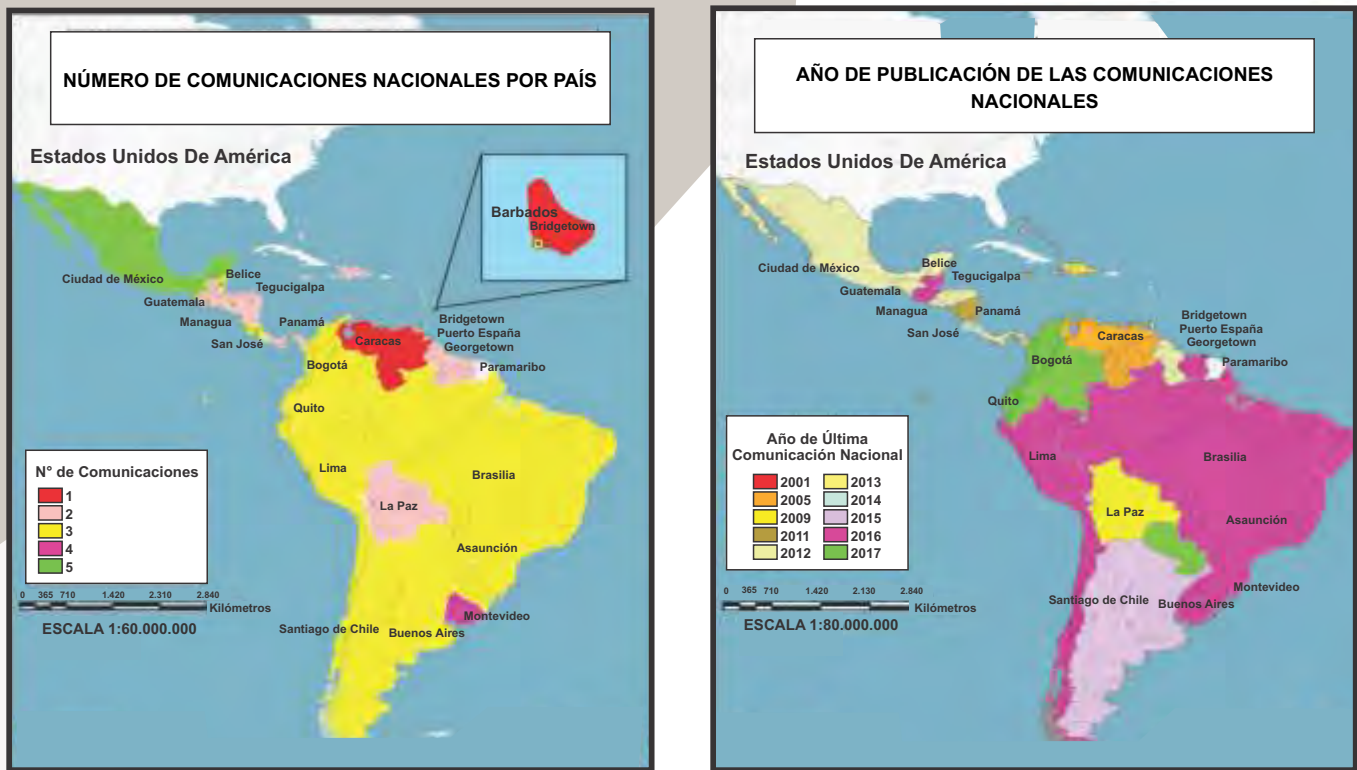 NÚMERO DE COMUNICACIONES NACIONALES POR PAÍS
Estados Unidos De América
Barbados
Bridgetown
Ciudad de México
Belice
Tegucigalpa
Guatemala
Managua
Panamá
San José
Caracas
Bridgetown
Puerto España
Georgetown
Paramaribo
Bogotá
Quito
Lima
Brasilia
La Paz
Asaunción
Montevideo
Santiago de Chile
Buenos Aires
N° de Comunicaciones
1
2
3
4
5
0 365 710 1.420 2.310 2.840
Kilómetros
ESCALA 1:60.000.000
AÑO DE PUBLICACIÓN DE LAS COMUNICACIONES
NACIONALES
Estados Unidos De América
Ciudad de México
Belice
Tegucigalpa
Guatemala
Managua
Panamá
San José
Caracas
Bridgetown
Puerto España
Georgetown
Paramaribo
Bogotá
Quito
Lima
Brasilia
La Paz
Asaunción
Montevideo
Santiago de Chile
Buenos Aires
Año de Última
Comunicación Nacional
2001 2013
2005 2014
2009 2015
2011 2016
2012 2017
0 365 710 1.420 2.130 2.840
Kilómetros
ESCALA 1:80.000.000